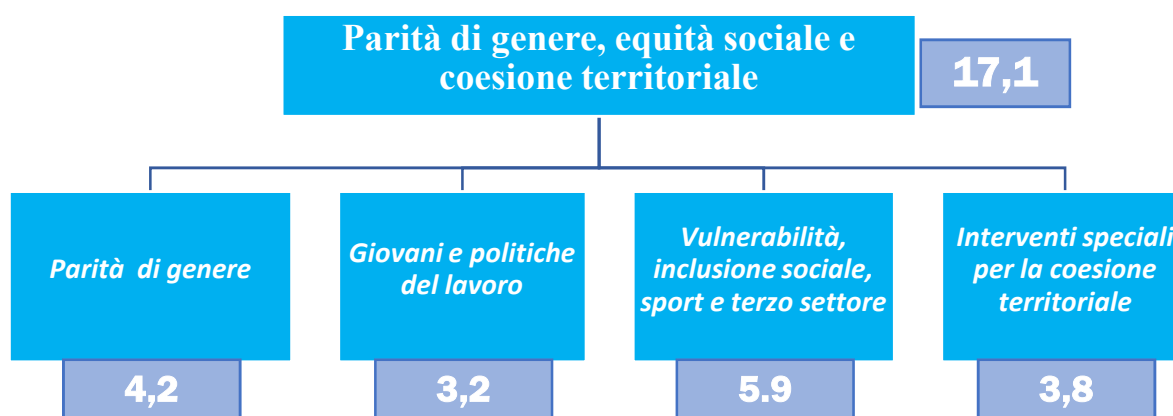 Parità di genere, equità sociale e
coesione territoriale
17,1
Parità di genere
Giovani e politiche
del lavoro
Vulnerabilità,
inclusione sociale,
sport e terzo settore
Interventi speciali
per la coesione
territoriale
4,2
3,2
5.9
3,8